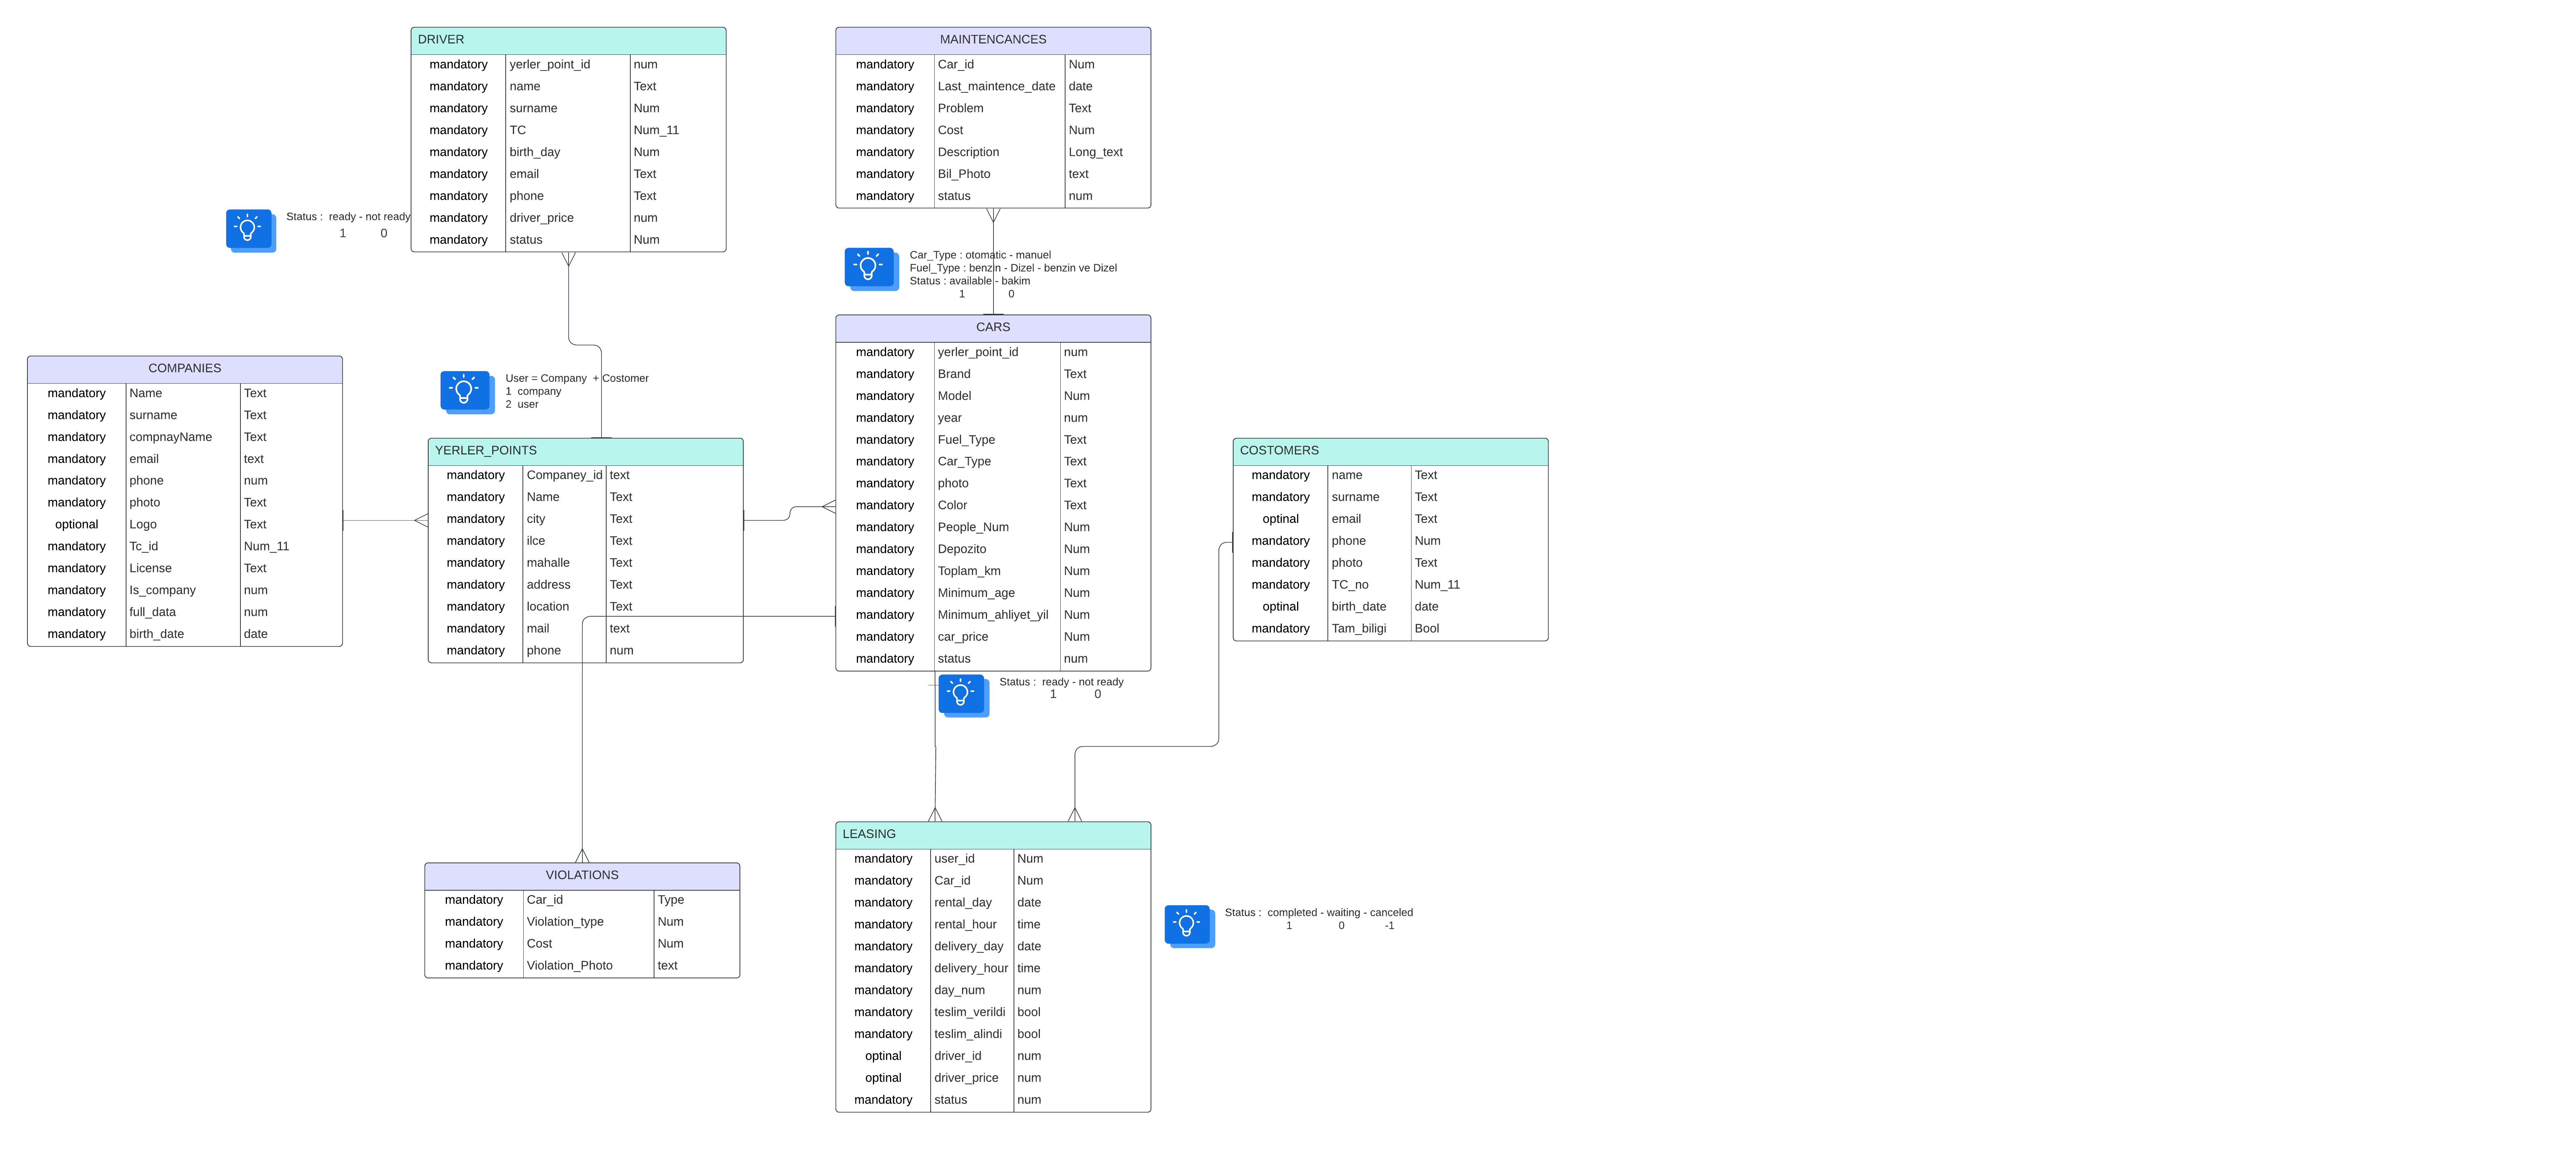 DRIVER
mandatory yerler_point_id num
mandatory name Text
mandatory surname Num
mandatory TC Num_11
mandatory birth_day Num
mandatory email Text
mandatory phone Text
mandatory driver_price num
mandatory status Num
MAINTENCANCES
mandatory Car_id Num
mandatory Last_maintence_date date
mandatory Problem Text
mandatory Cost Num
mandatory Description Long_text
mandatory Bil_Photo text
mandatory status num
Status : ready - not ready
1 0
Car_Type : otomatic - manuel
Fuel_Type : benzin - Dizel - benzin ve Dizel
Status : available - bakim
1 0
COMPANIES
mandatory Name Text
mandatory surname Text
mandatory compnayName Text
mandatory email text
mandatory phone num
mandatory photo Text
optional Logo Text
mandatory Tc_id Num_11
mandatory License Text
mandatory Is_company num
mandatory full_data num
mandatory birth_date date
User = Company + Costomer
1 company
2 user
YERLER_POINTS
mandatory Companey_id text
mandatory Name Text
mandatory city Text
mandatory ilce Text
mandatory mahalle Text
mandatory address Text
mandatory location Text
mandatory mail text
mandatory phone num
CARS
mandatory yerler_point_id num
mandatory Brand Text
mandatory Model Num
mandatory year num
mandatory Fuel_Type Text
mandatory Car_Type Text
mandatory photo Text
mandatory Color Text
mandatory People_Num Num
mandatory Depozito Num
mandatory Toplam_km Num
mandatory Minimum_age Num
mandatory Minimum_ahliyet_yil Num
mandatory car_price Num
mandatory status num
COSTOMERS
mandatory name Text
mandatory surname Text
optinal email Text
mandatory phone Num
mandatory photo Text
mandatory TC_no Num_11
optinal birth_date date
mandatory Tam_biligi Bool
Status : ready - not ready
1 0
VIOLATIONS
mandatory Car_id Type
mandatory Violation_type Num
mandatory Cost Num
mandatory Violation_Photo text
LEASING
mandatory user_id Num
mandatory Car_id Num
mandatory rental_day date
mandatory rental_hour time
mandatory delivery_day date
mandatory delivery_hour time
mandatory day_num num
mandatory teslim_verildi bool
mandatory teslim_alindi bool
optinal driver_id num
optinal driver_price num
mandatory status num
Status : completed - waiting - canceled
1 0 -1